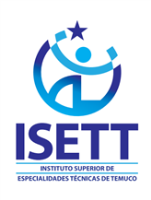 ISETT
INSTITUTO SUPERIOR DE
ESPECIALIDADES TÉCNICAS DE TEMUCO